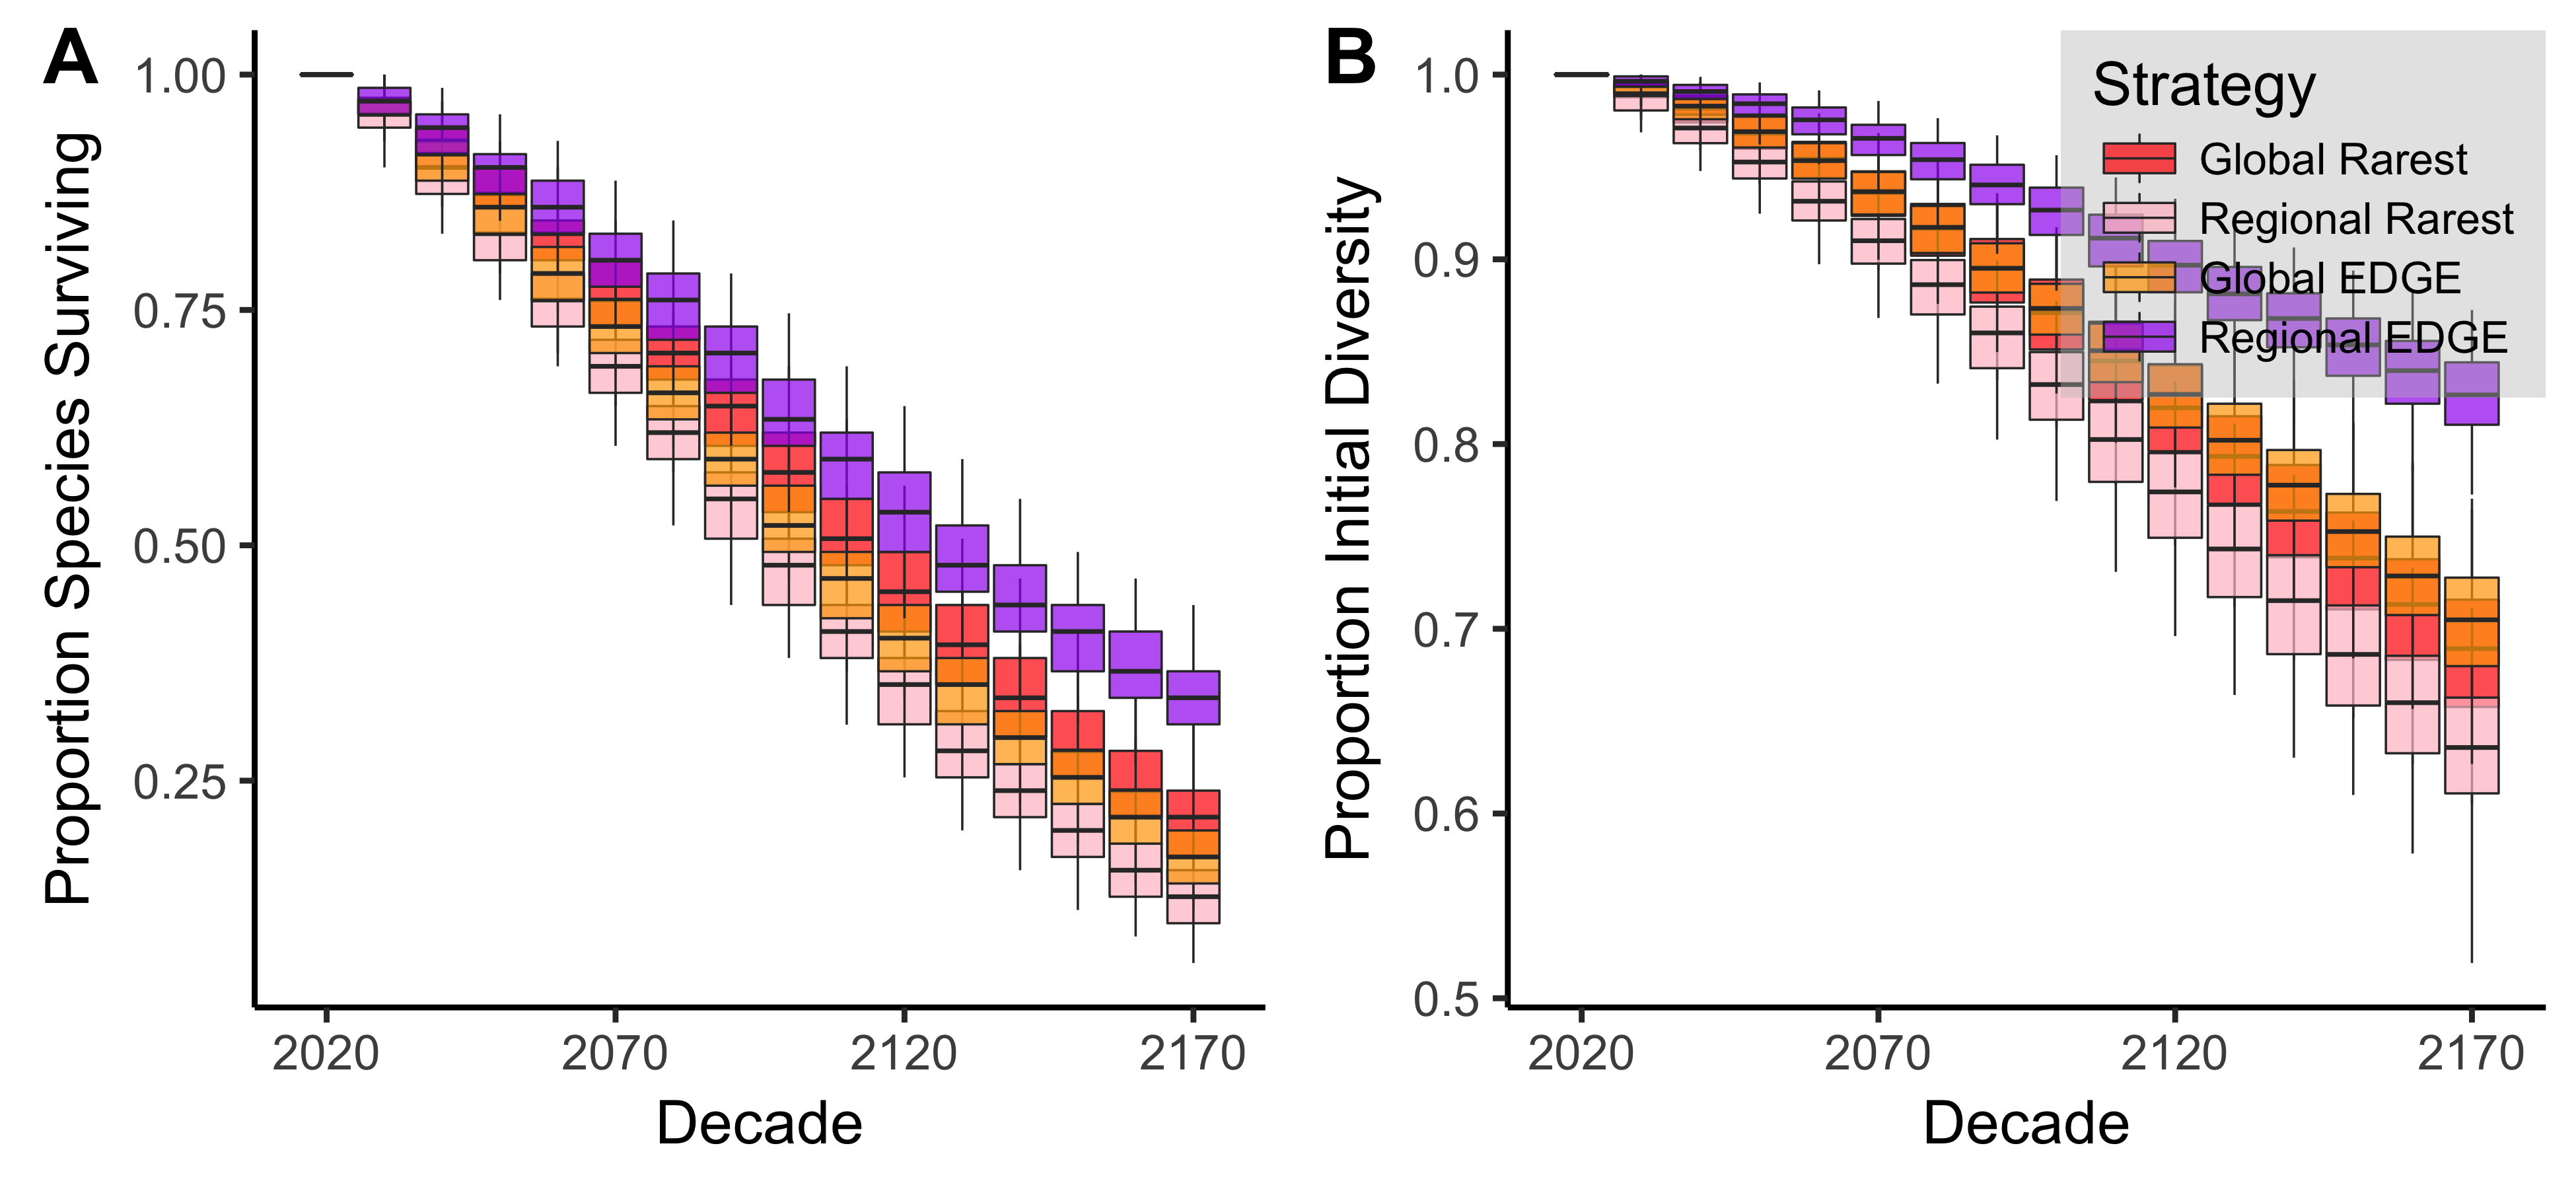 A
Proportion Species Surviving
1.00
0.75
0.50
0.25
2020 2070 2120 2170
Decade
B
Proportion Initial Diversity
1.0
0.9
0.8
0.7
0.6
0.5
2020 2070 2120 2170
Decade
Strategy
Global Rarest
Regional Rarest
Global EDGE
Regional EDGE